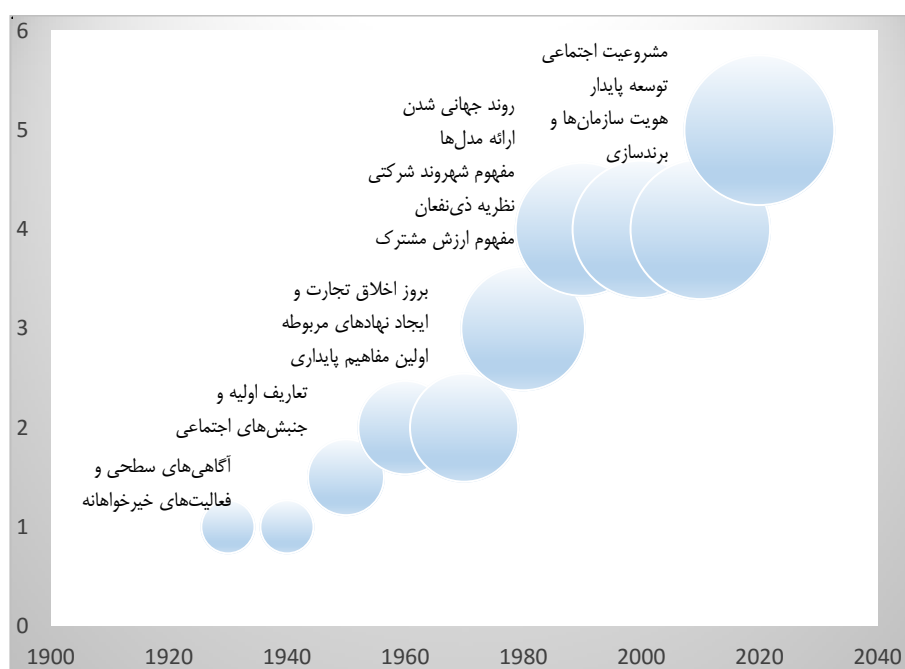 6
5
4
3
2
1
0
مشروعیت اجتماعی
توسعه پایدار
هویت سازمان‌ها و
برندسازی
روند جهانی شدن
ارائه مدل‌ها
مفهوم شهروند شرکتی
نظریه ذی‌نفعان
مفهوم ارزش مشترک
بروز اخلاق تجارت و
ایجاد نهادهای مربوطه
اولین مفاهیم پایداری
تعاریف اولیه و
جنبش‌های اجتماعی
آگاهی‌های سطحی و
فعالیت‌های خیرخواهانه
1900 1920 1940 1960 1980 2000 2020 2040